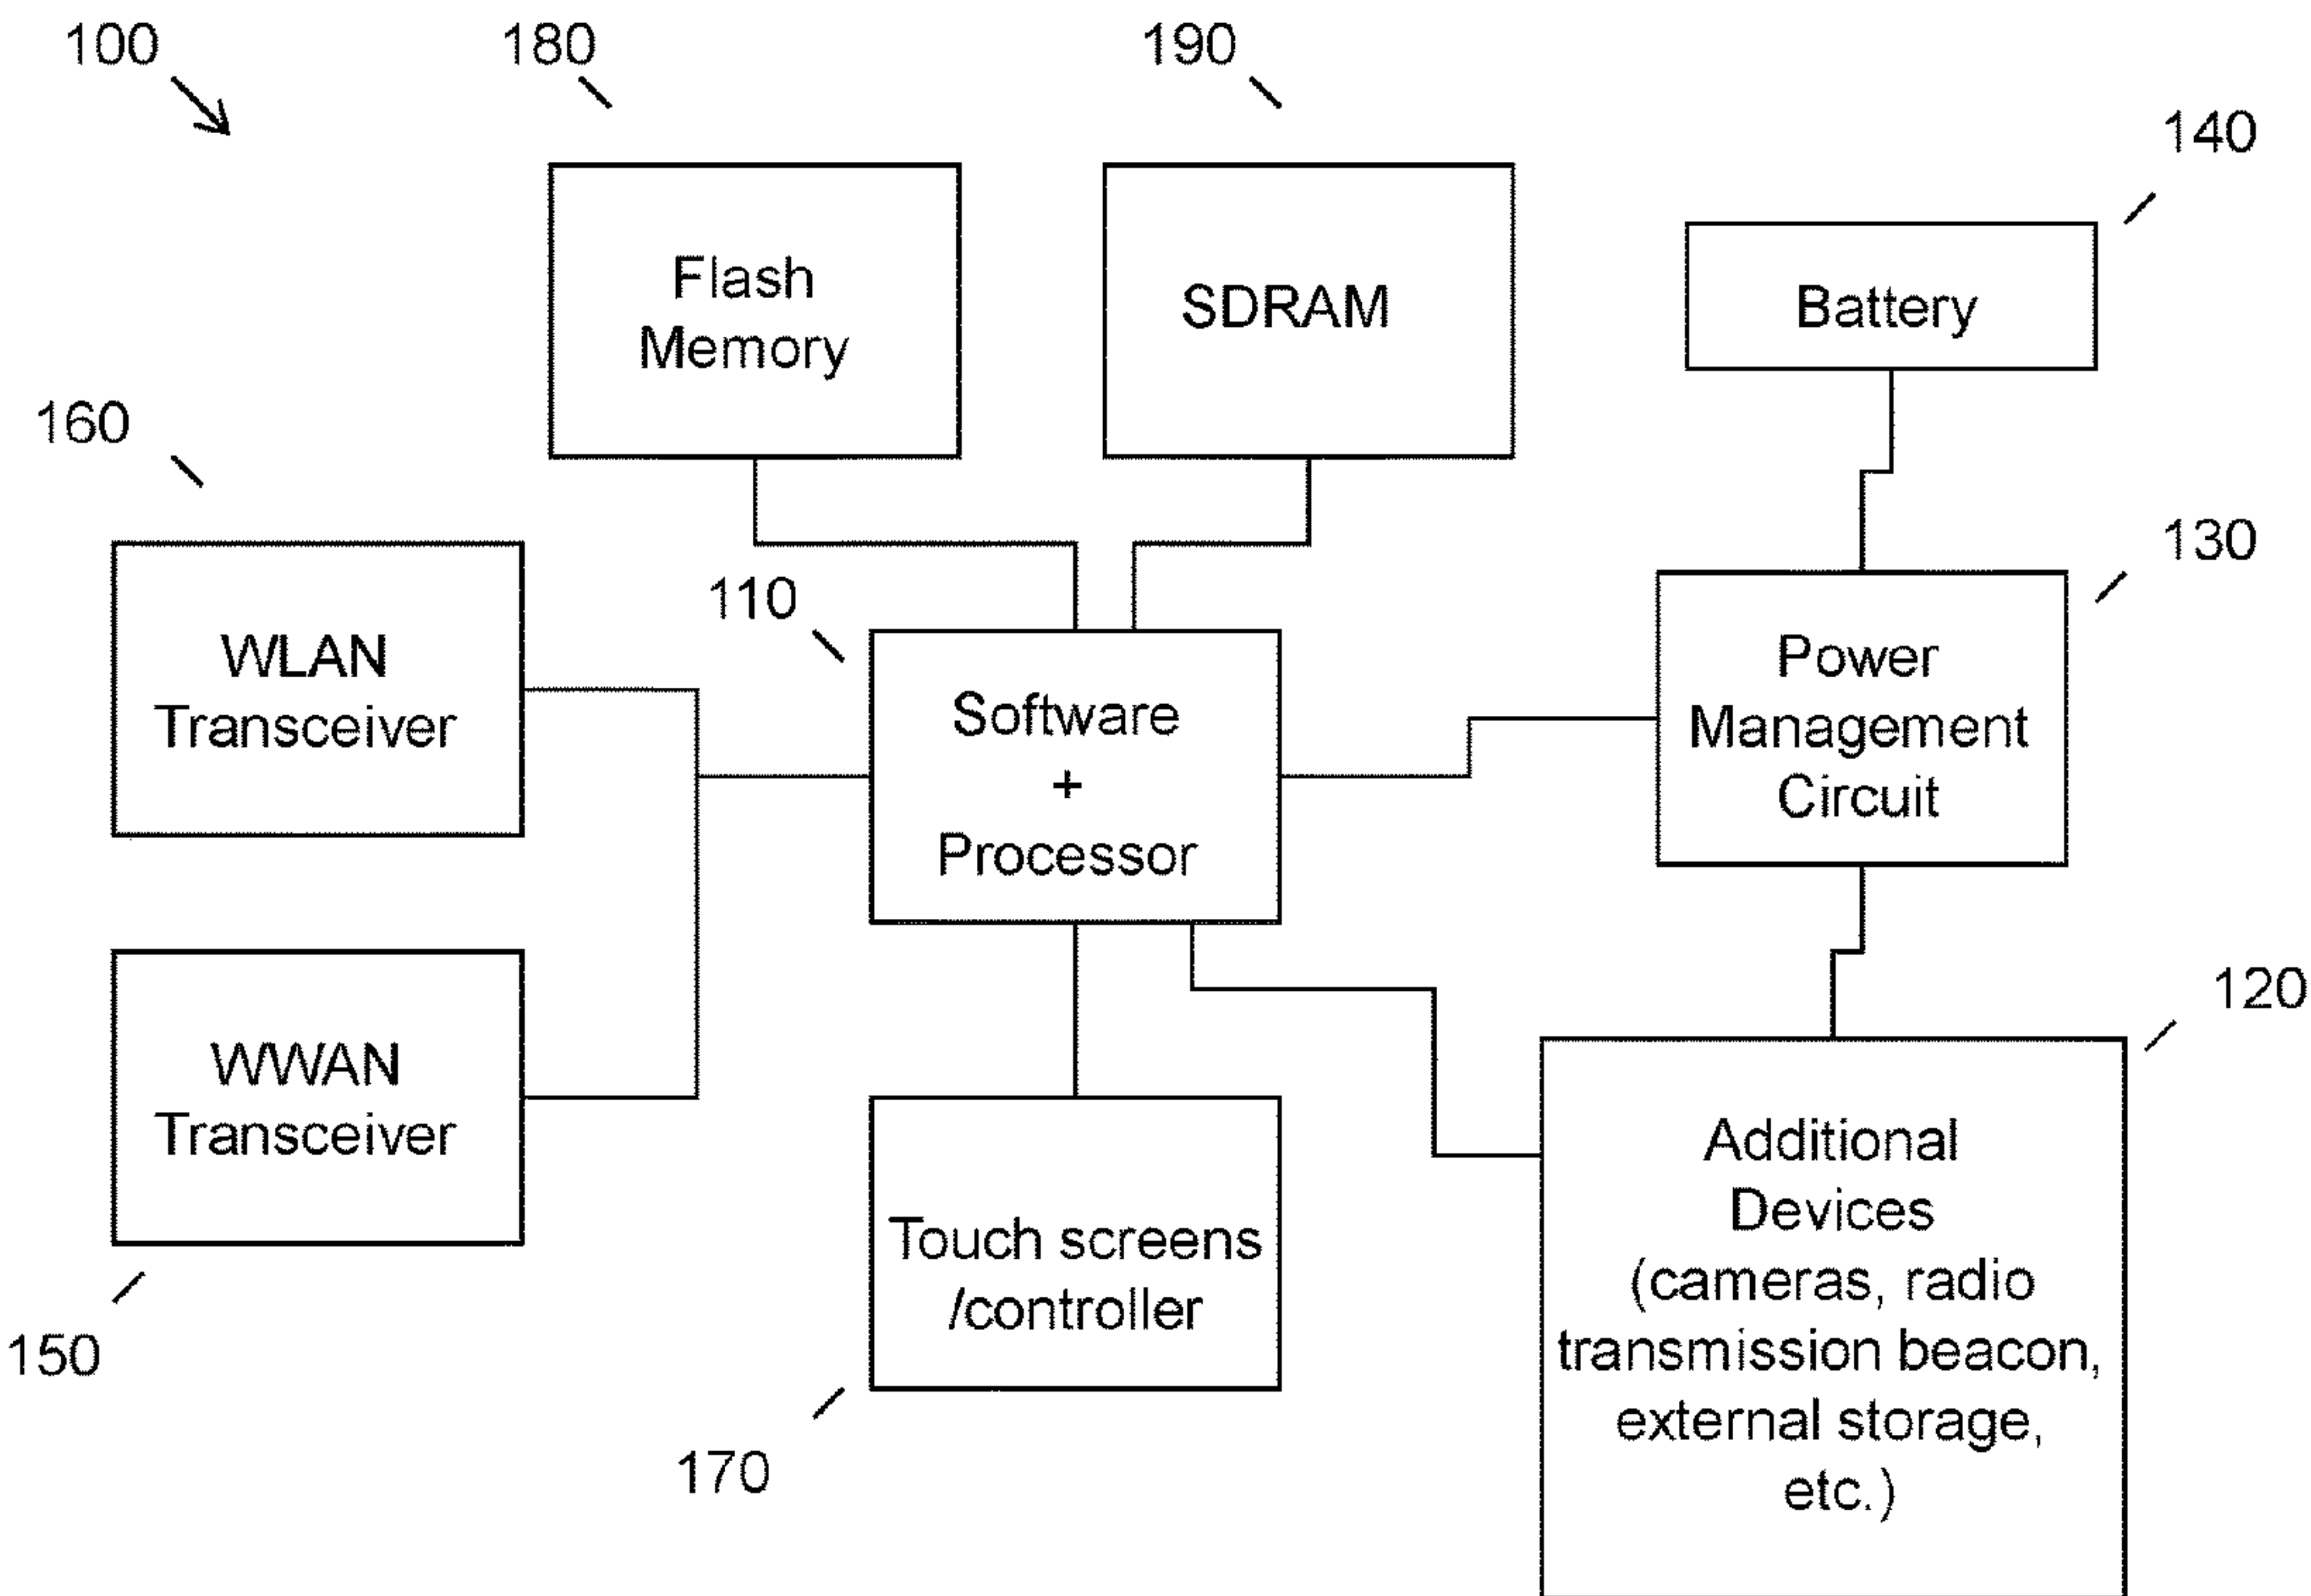 100
180
190
140
Flash
Memory
SDRAM
Battery
160
130
110
WLAN
Transceiver
Software
+
Processor
Power
Management
Circuit
120
WWAN
Transceiver
Touch screens
/controller
Additional
Devices
(cameras, radio
transmission beacon,
external storage,
etc.)
150
170